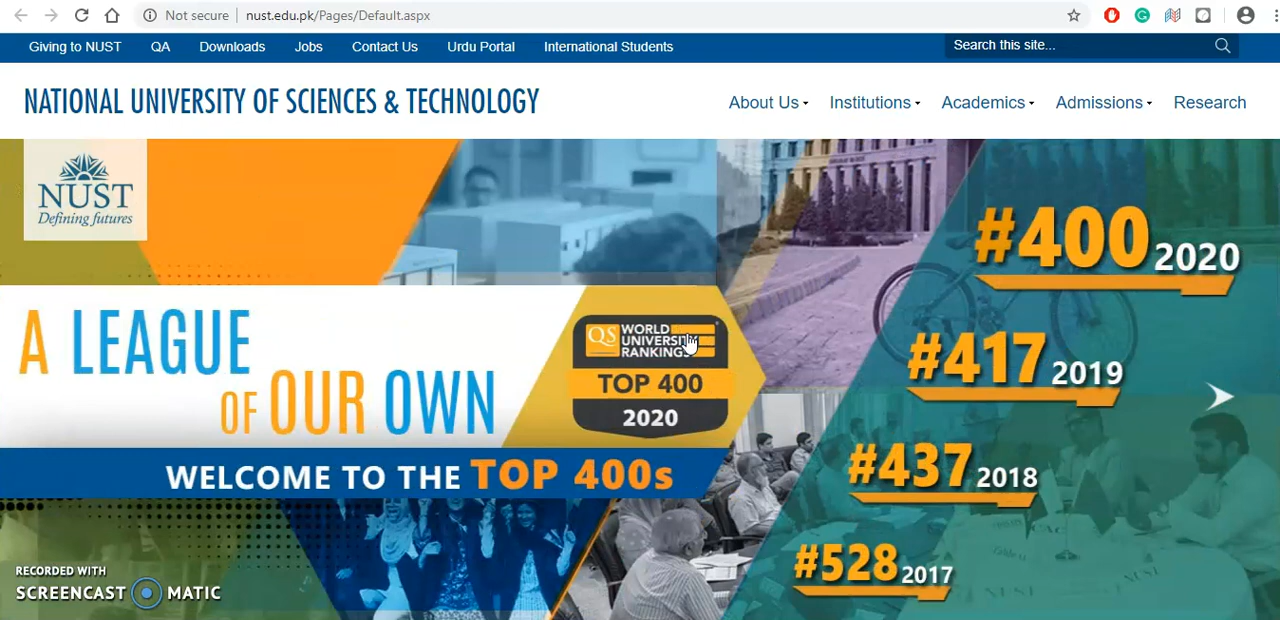 Not secure nust.edu.pk/Pages/Default.aspx
Giving to NUST QA Downloads Jobs Contact Us Urdu Portal International Students Search this site...
NATIONAL UNIVERSITY OF SCIENCES & TECHNOLOGY
About Us Institutions Academics Admissions Research
NUST
Defining futures
#400 2020
A LEAGUE
OF OUR OWN
QS WORLD
UNIVERSITY
RANKINGS
TOP 400
2020
#417 2019
WELCOME TO THE TOP 400s
#437 2018
#528 2017
RECORDED WITH
SCREENCAST MATIC
NUST